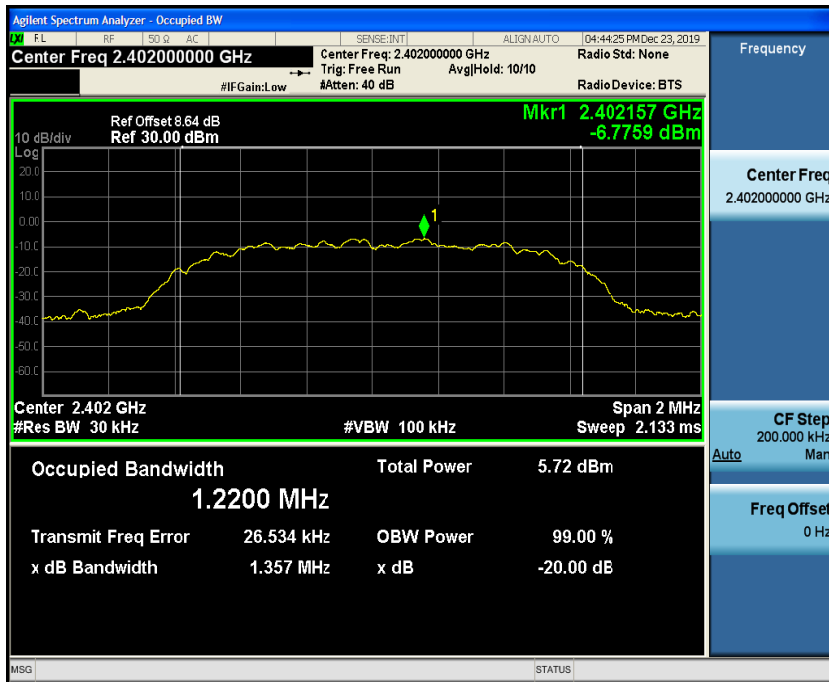 Agilent Spectrum Analyzer - Occupied BW
LXI RL RF 50 Ω AC SENSE:INT ALIGN AUTO 04:44:25 PM Dec 23, 2019
Center Freq 2.402000000 GHz
Center Freq: 2.402000000 GHz
Radio Std: None
Trig: Free Run Avg|Hold: 10/10
#IFGain:Low
#Atten: 40 dB
Radio Device: BTS
Ref Offset 8.64 dB
10 dB/div Ref 30.00 dBm
Mkr1 2.402157 GHz
-6.7759 dBm
Log
20.0
10.0
0.00
-10.0
-20.0
-30.0
-40.0
-50.0
-60.0
1
Center 2.402 GHz
Span 2 MHz
#Res BW 30 kHz
#VBW 100 kHz
Sweep 2.133 ms
Occupied Bandwidth
1.2200 MHz
Total Power 5.72 dBm
Transmit Freq Error 26.534 kHz
OBW Power 99.00 %
x dB Bandwidth 1.357 MHz
x dB -20.00 dB
Frequency
Center Freq
2.402000000 GHz
CF Step
200.000 kHz
Auto Man
Freq Offset
0 Hz
MSG
STATUS